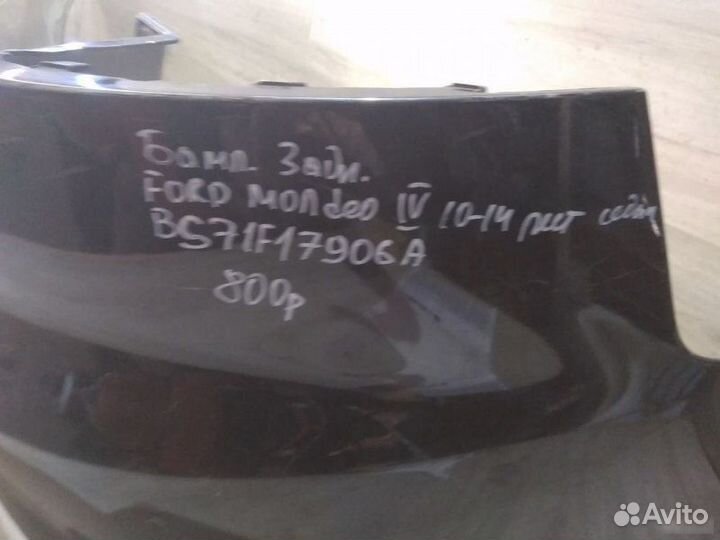 Бамп. Задн.
FORD MONDEO IV 10-14 рест седан
BS71F17906A
800р
Avito